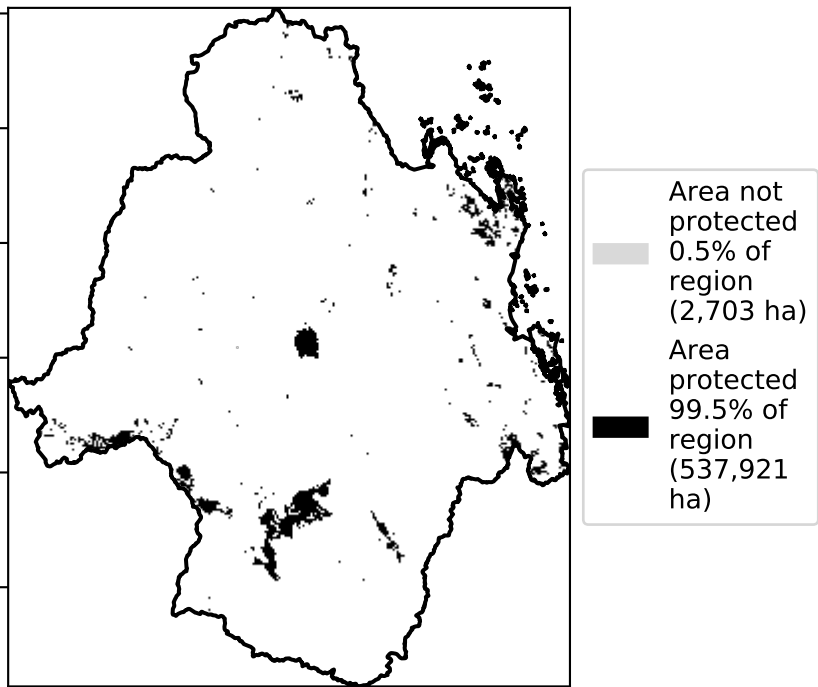 Area not
protected
0.5% of
region
(2,703 ha)
Area
protected
99.5% of
region
(537,921
ha)